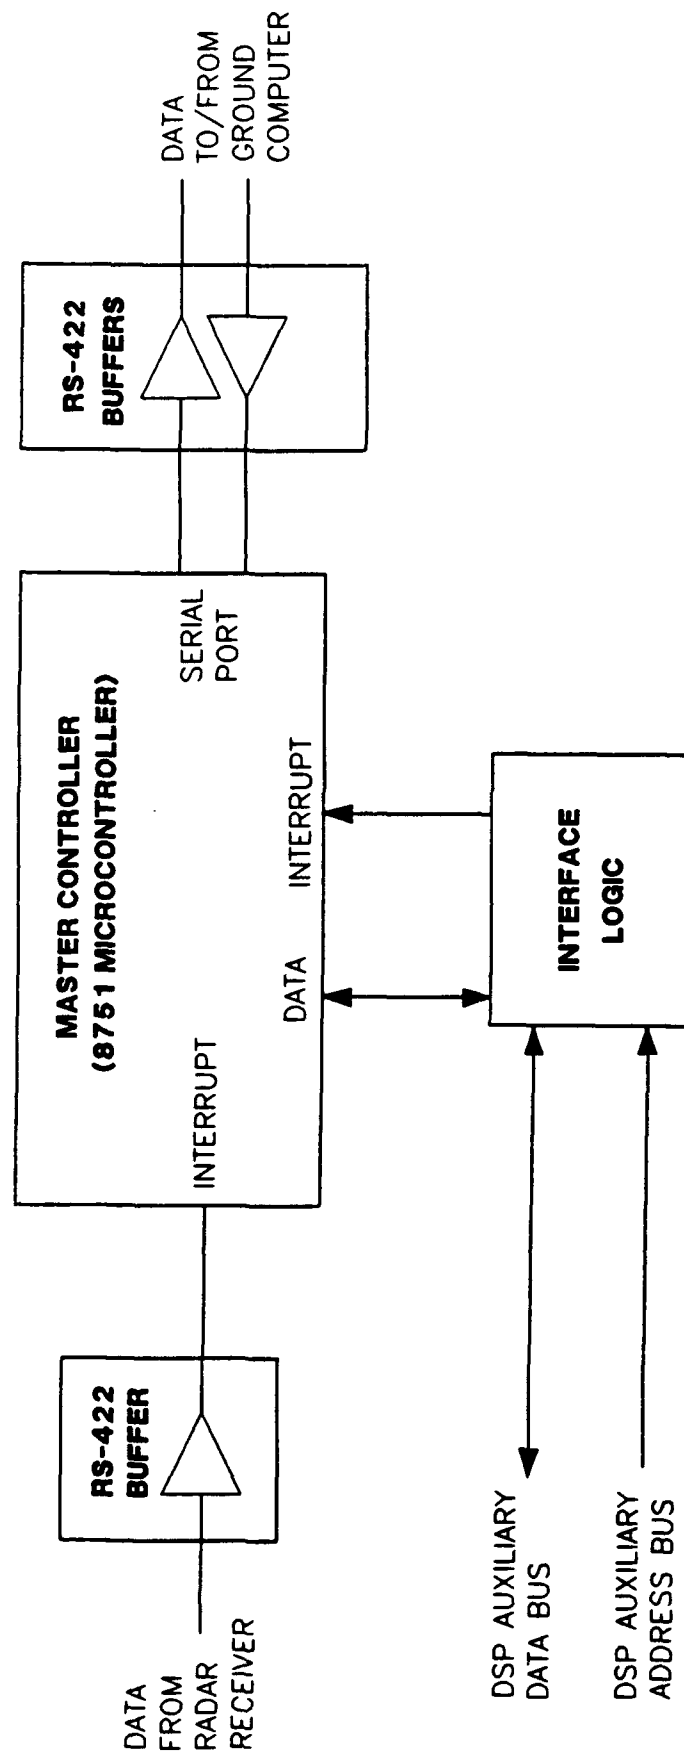 DATA
FROM
RADAR
RECEIVER
RS-422
BUFFER
MASTER CONTROLLER
(8751 MICROCONTROLLER)
INTERRUPT
DATA
INTERRUPT
SERIAL
PORT
RS-422
BUFFERS
DATA
TO/FROM
GROUND
COMPUTER
DSP AUXILIARY
DATA BUS
DSP AUXILIARY
ADDRESS BUS
INTERFACE
LOGIC